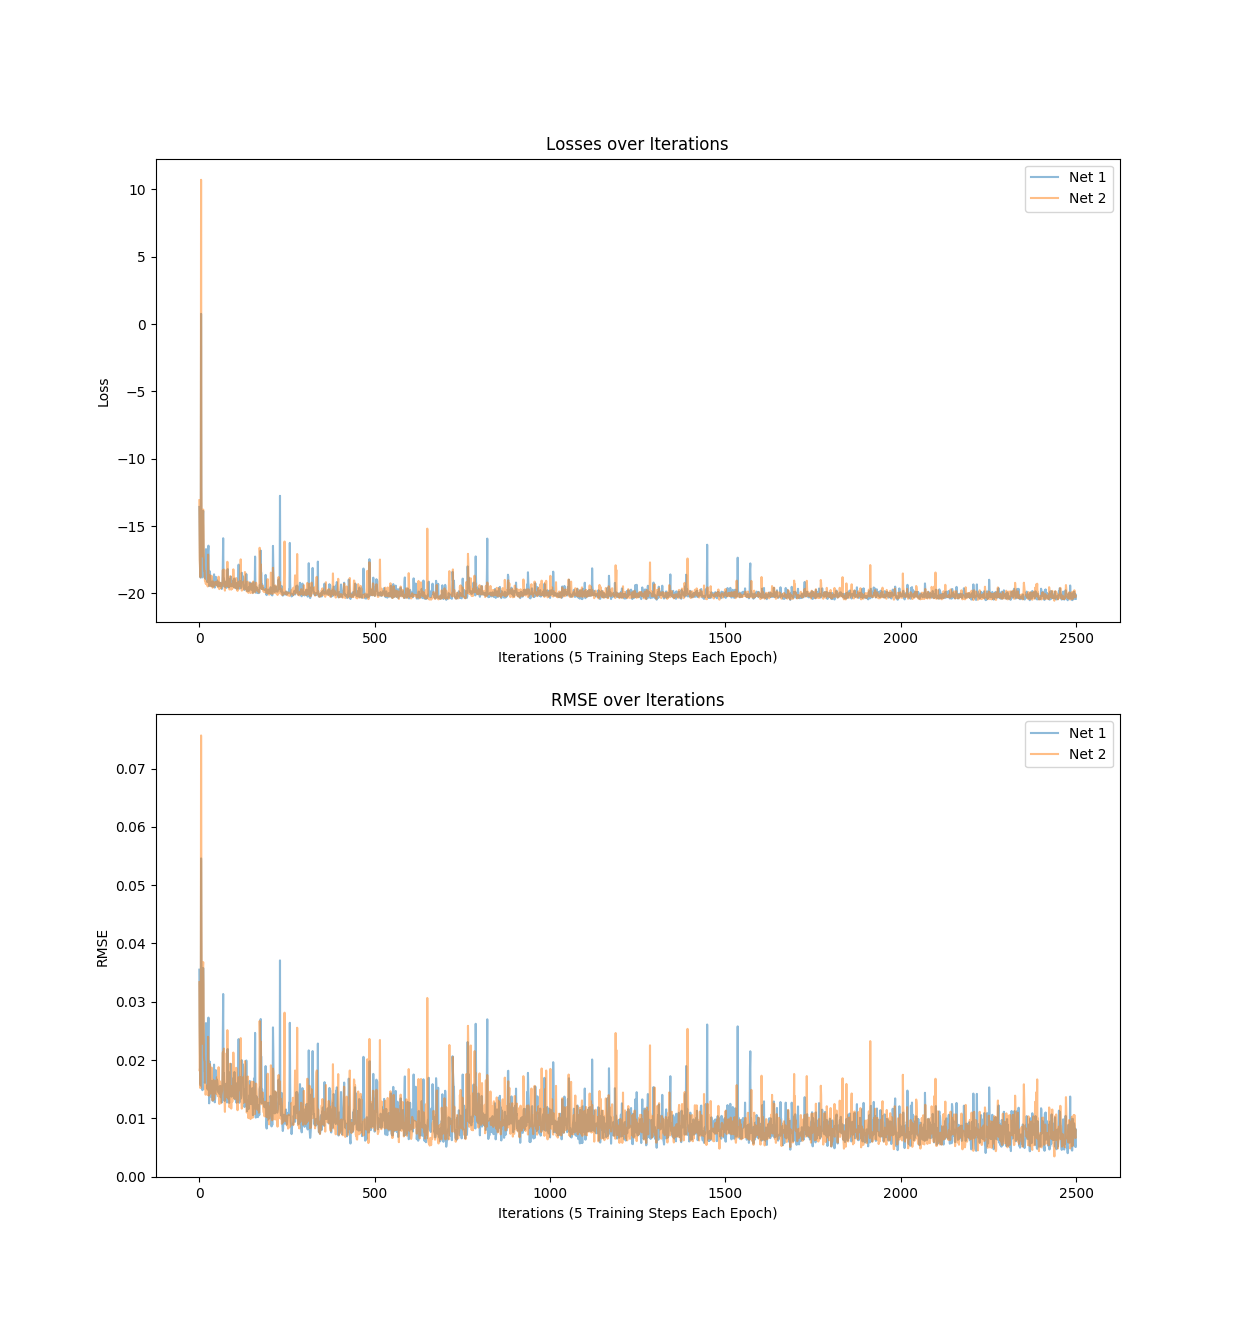 Losses over Iterations
Net 1
Net 2
10
5
0
−5
−10
−15
−20
Loss
0 500 1000 1500 2000 2500
Iterations (5 Training Steps Each Epoch)
RMSE over Iterations
Net 1
Net 2
0.07
0.06
0.05
0.04
0.03
0.02
0.01
0.00
RMSE
0 500 1000 1500 2000 2500
Iterations (5 Training Steps Each Epoch)